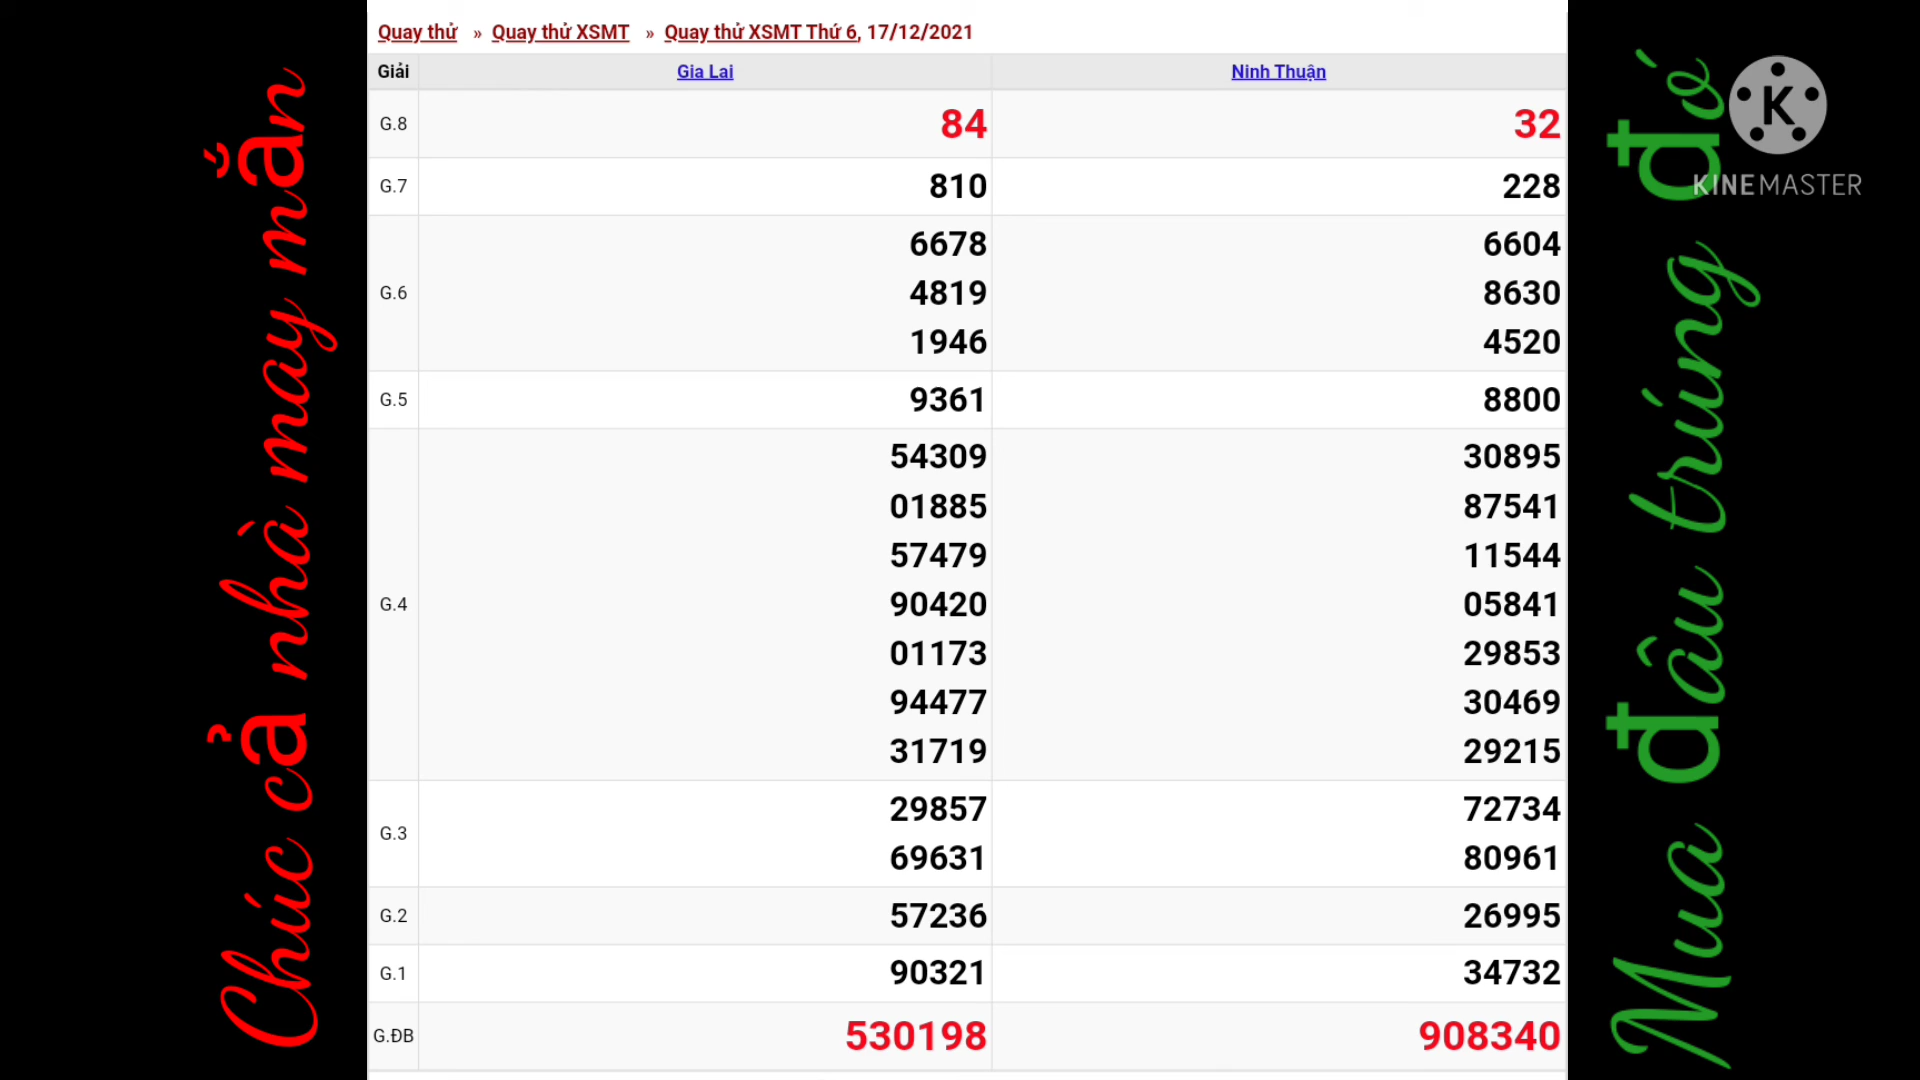 Chúc cả nhà may mắn
Quay thử » Quay thử XSMT » Quay thử XSMT Thứ 6, 17/12/2021
Giải Gia Lai Ninh Thuận
G.8 84 32
G.7 810 228
G.6 6678 6604
4819 8630
1946 4520
G.5 9361 8800
G.4 54309 30895
01885 87541
57479 11544
90420 05841
01173 29853
94477 30469
31719 29215
G.3 29857 72734
69631 80961
G.2 57236 26995
G.1 90321 34732
G.ĐB 530198 908340
Mua đâu trúng đó
K
KINEMASTER